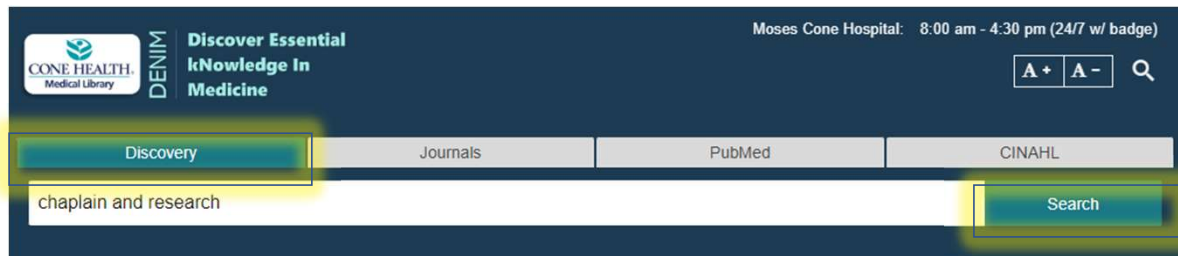 Moses Cone Hospital: 8:00 am - 4:30 pm (24/7 w/ badge)
CONE HEALTH.
Medical Library
DENIM
Discover Essential
kNowledge In
Medicine
A + A -
Discovery Journals PubMed CINAHL
chaplain and research Search